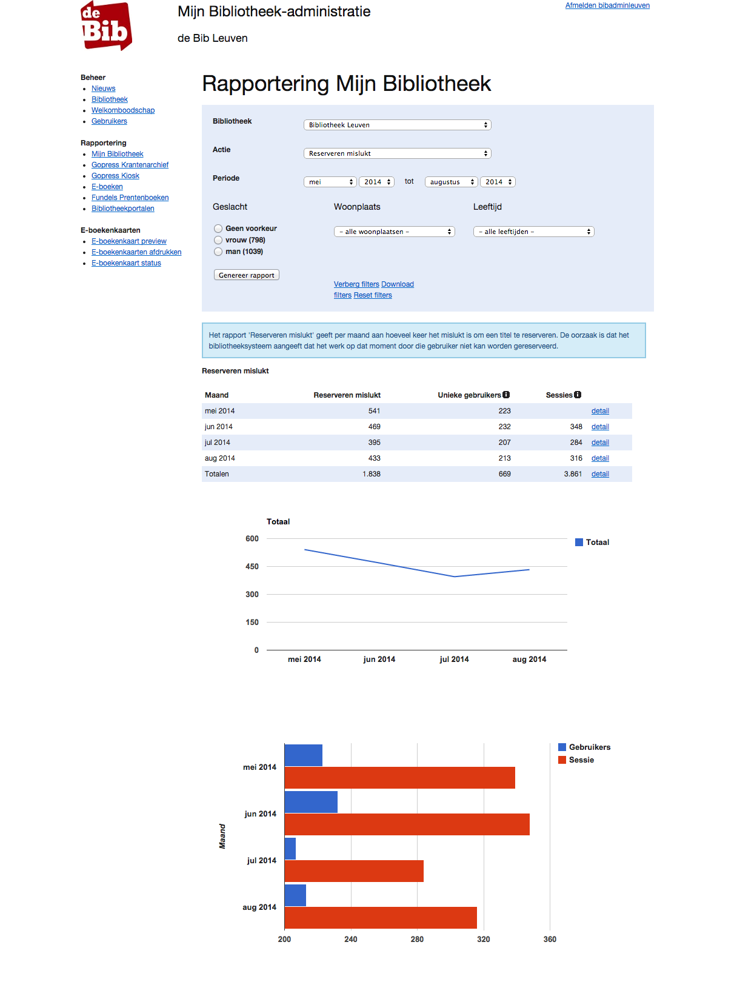 de
Bib
Mijn Bibliotheek-administratie
Afmelden bibadminleuven
de Bib Leuven
Beheer
Nieuws
Bibliotheek
Welkomboodschap
Gebruikers
Rapportering
Mijn Bibliotheek
Gopress Krantenarchief
Gopress Kiosk
E-boeken
Fundels Prentenboeken
Bibliotheekportalen
E-boekenkaarten
E-boekenkaart preview
E-boekenkaarten afdrukken
E-boekenkaart status
Rapportering Mijn Bibliotheek
Bibliotheek Bibliotheek Leuven
Actie Reserveren mislukt
Periode mei 2014 tot augustus 2014
Geslacht Woonplaats Leeftijd
Geen voorkeur – alle woonplaatsen – – alle leeftijden –
vrouw (798)
man (1039)
Genereer rapport
Verberg filters Download
filters Reset filters
Het rapport 'Reserveren mislukt' geeft per maand aan hoeveel keer het mislukt is om een titel te reserveren. De oorzaak is dat het
bibliotheeksysteem aangeeft dat het werk op dat moment door die gebruiker niet kan worden gereserveerd.
Reserveren mislukt
Maand Reserveren mislukt Unieke gebruikers i Sessies i
mei 2014 541 223 detail
jun 2014 469 232 348 detail
jul 2014 395 207 284 detail
aug 2014 433 213 316 detail
Totalen 1.838 669 3.861 detail
Totaal
600
Totaal
450
300
150
0
mei 2014 jun 2014 jul 2014 aug 2014
Gebruikers
Sessie
mei 2014
jun 2014
Maand
jul 2014
aug 2014
200 240 280 320 360